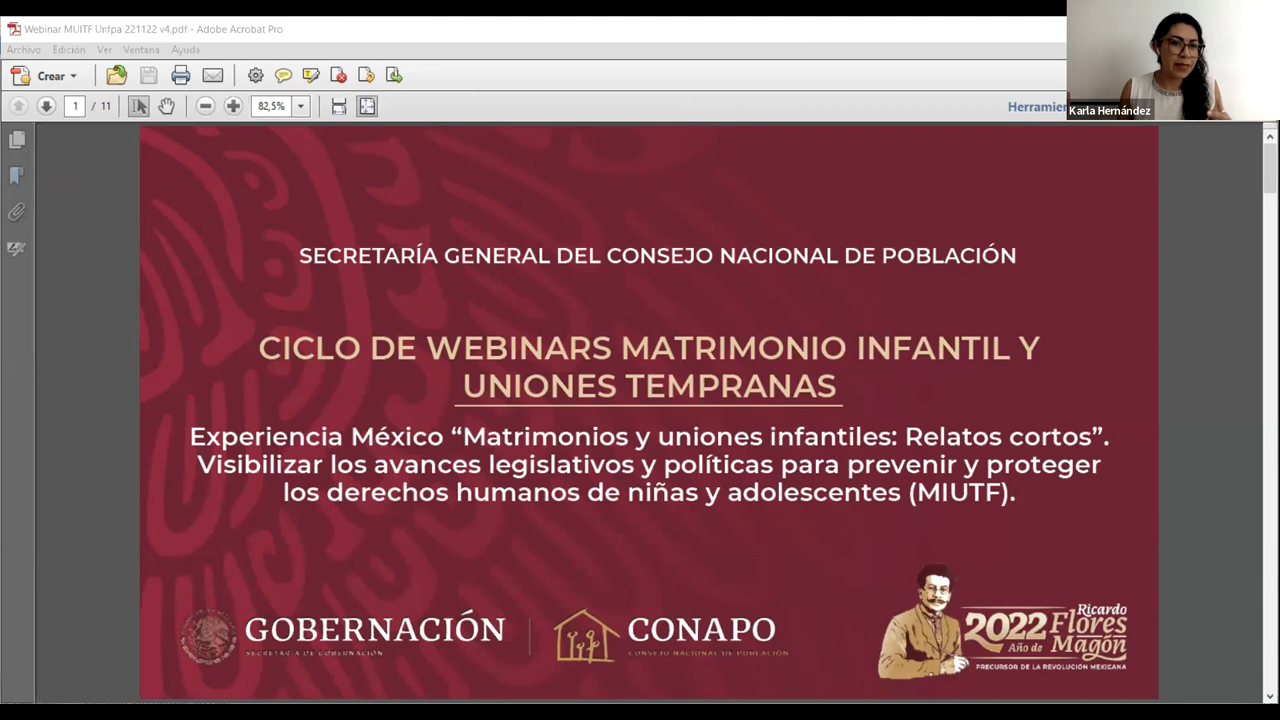 Webinar MUITF Unfpa 221122 v4.pdf - Adobe Acrobat Pro
Archivo Edición Ver Ventana Ayuda
Crear
1 / 11 82,5% Herramien
Karla Hernández
SECRETARÍA GENERAL DEL CONSEJO NACIONAL DE POBLACIÓN
CICLO DE WEBINARS MATRIMONIO INFANTIL Y
UNIONES TEMPRANAS
Experiencia México “Matrimonios y uniones infantiles: Relatos cortos”.
Visibilizar los avances legislativos y políticas para prevenir y proteger
los derechos humanos de niñas y adolescentes (MIUTF).
GOBERNACIÓN
SECRETARÍA DE GOBERNACIÓN
CONAPO
CONSEJO NACIONAL DE POBLACIÓN
2022 Ricardo
Flores
Año de Magón
PRECURSOR DE LA REVOLUCIÓN MEXICANA